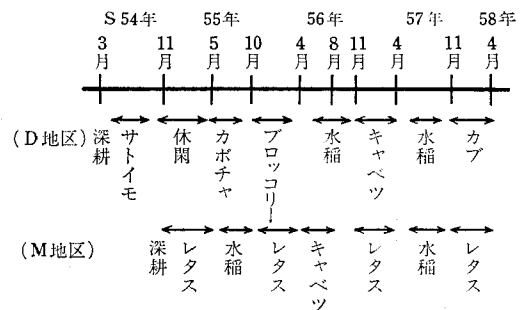 S 54年 55年 56年 57年 58年
3月 11月 5月 10月 4月 8月 11月 4月 11月 4月
(D地区) 深耕 サトイモ 休閑 カボチャ ブロッコリー 水稲 キャベツ 水稲 カブ
(M地区) 深耕 レタス 水稲 レタス キャベツ レタス 水稲 レタス